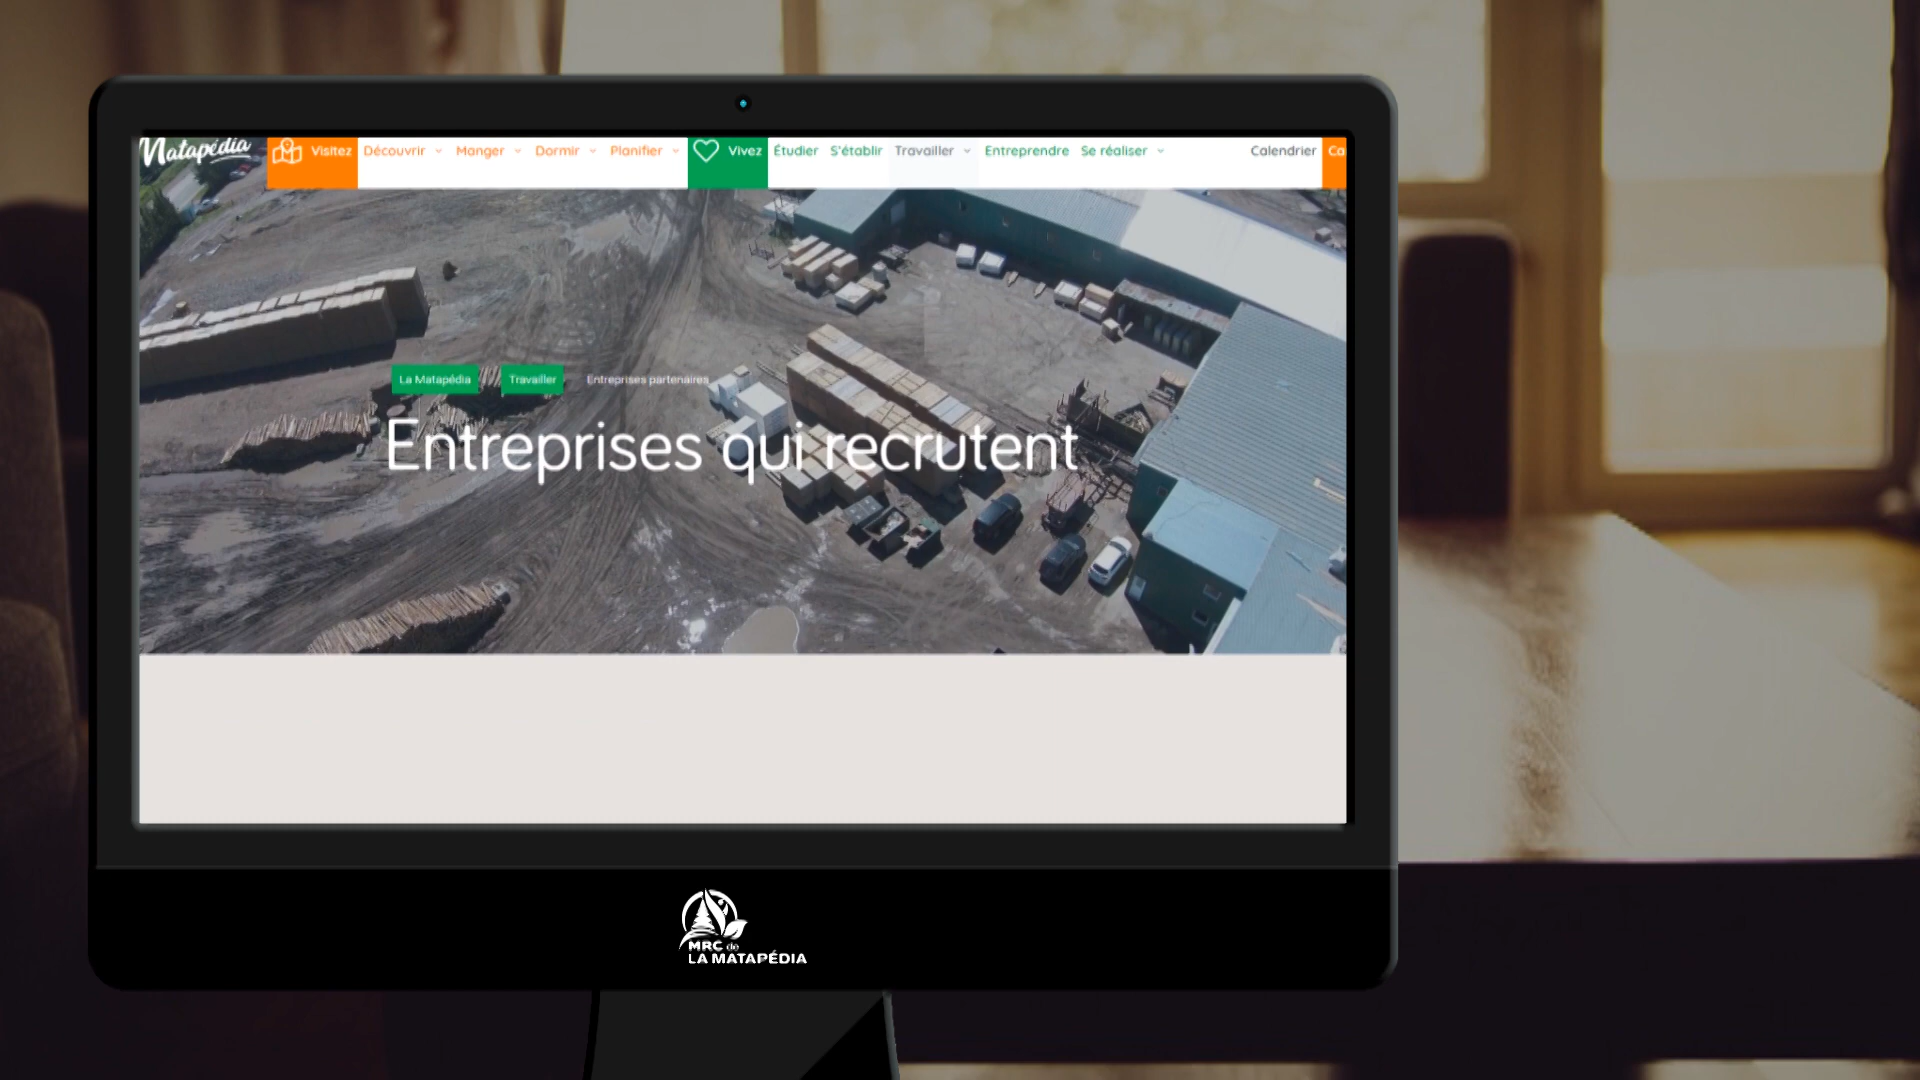 Matapédia
Visitez Découvrir Manger Dormir Planifier Vivez Étudier S'établir Travailler Entreprendre Se réaliser Calendrier Ca
La Matapédia Travailler Entreprises partenaires
Entreprises qui recrutent
MRC de
LA MATAPÉDIA